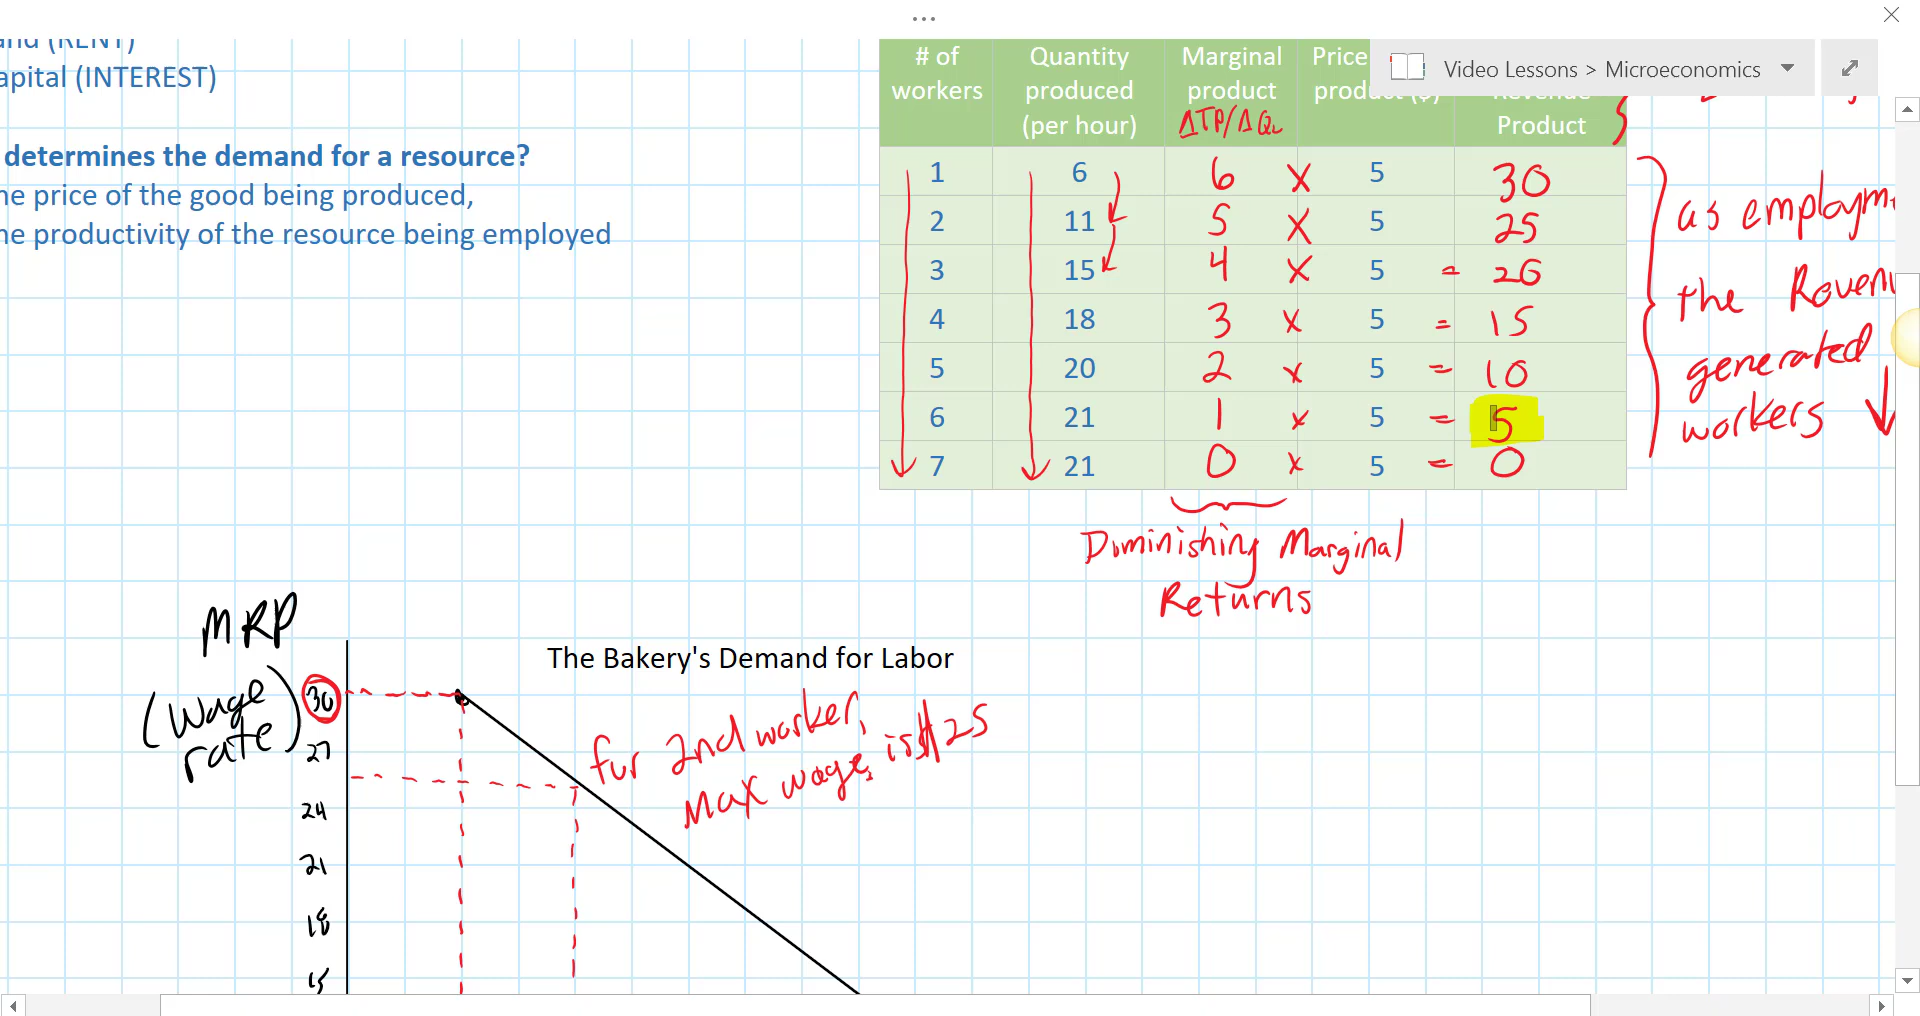 ...
and (RENT)
apital (INTEREST)
determines the demand for a resource?
he price of the good being produced,
he productivity of the resource being employed
Video Lessons > Microeconomics
# of workers Quantity produced (per hour) Marginal product ΔTP/ΔQL Price product ($) Revenue Product
1 6 6 X 5 30
2 11 5 X 5 25
3 15 4 X 5 = 20
4 18 3 x 5 = 15
5 20 2 x 5 = 10
6 21 1 x 5 = 5
7 21 0 x 5 = 0
as employm
the Revenu
generated
workers ↓
Diminishing Marginal
Returns
MRP
(Wage
rate)
The Bakery's Demand for Labor
for 2nd worker,
max wage is $25
30
27
24
21
18
15